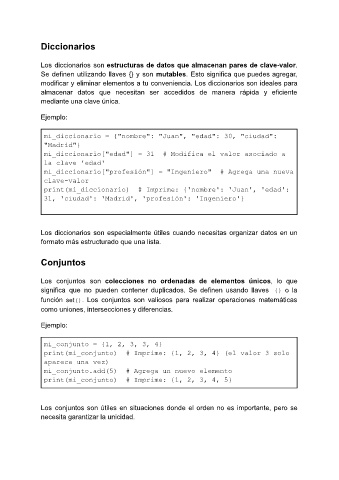 Diccionarios
Los diccionarios son estructuras de datos que almacenan pares de clave-valor.
Se definen utilizando llaves {} y son mutables. Esto significa que puedes agregar,
modificar y eliminar elementos a tu conveniencia. Los diccionarios son ideales para
almacenar datos que necesitan ser accedidos de manera rápida y eficiente
mediante una clave única.
Ejemplo:
mi_diccionario = {"nombre": "Juan", "edad": 30, "ciudad":
"Madrid"}
mi_diccionario["edad"] = 31  # Modifica el valor asociado a
la clave 'edad'
mi_diccionario["profesión"] = "Ingeniero"  # Agrega una nueva
clave-valor
print(mi_diccionario)  # Imprime: {'nombre': 'Juan', 'edad':
31, 'ciudad': 'Madrid', 'profesión': 'Ingeniero'}
Los diccionarios son especialmente útiles cuando necesitas organizar datos en un
formato más estructurado que una lista.
Conjuntos
Los conjuntos son colecciones no ordenadas de elementos únicos, lo que
significa que no pueden contener duplicados. Se definen usando llaves {} o la
función set(). Los conjuntos son valiosos para realizar operaciones matemáticas
como uniones, intersecciones y diferencias.
Ejemplo:
mi_conjunto = {1, 2, 3, 3, 4}
print(mi_conjunto)  # Imprime: {1, 2, 3, 4} (el valor 3 solo
aparece una vez)
mi_conjunto.add(5)  # Agrega un nuevo elemento
print(mi_conjunto)  # Imprime: {1, 2, 3, 4, 5}
Los conjuntos son útiles en situaciones donde el orden no es importante, pero se
necesita garantizar la unicidad.